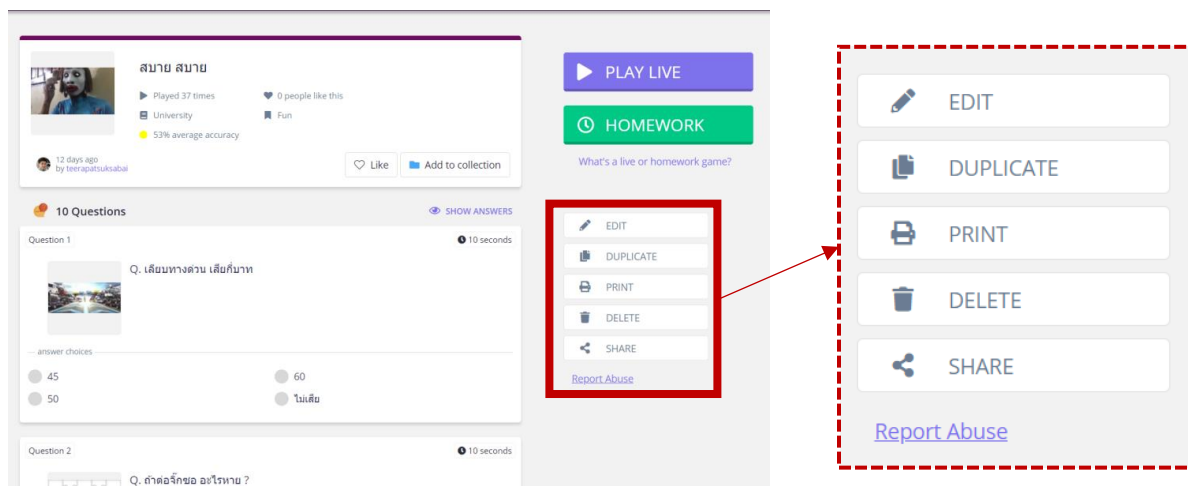 สบาย สบาย
Played 37 times
0 people like this
University
Fun
53% average accuracy
12 days ago
by teerapatsuksabai
Like
Add to collection
10 Questions
SHOW ANSWERS
Question 1
10 seconds
Q. เลียบทางด่วน เสียกี่บาท
answer choices
45
60
50
ไม่เสีย
Question 2
10 seconds
Q. ถ้าต่อจิ๊กซอ อะไรหาย ?
PLAY LIVE
HOMEWORK
What's a live or homework game?
EDIT
DUPLICATE
PRINT
DELETE
SHARE
Report Abuse
EDIT
DUPLICATE
PRINT
DELETE
SHARE
Report Abuse